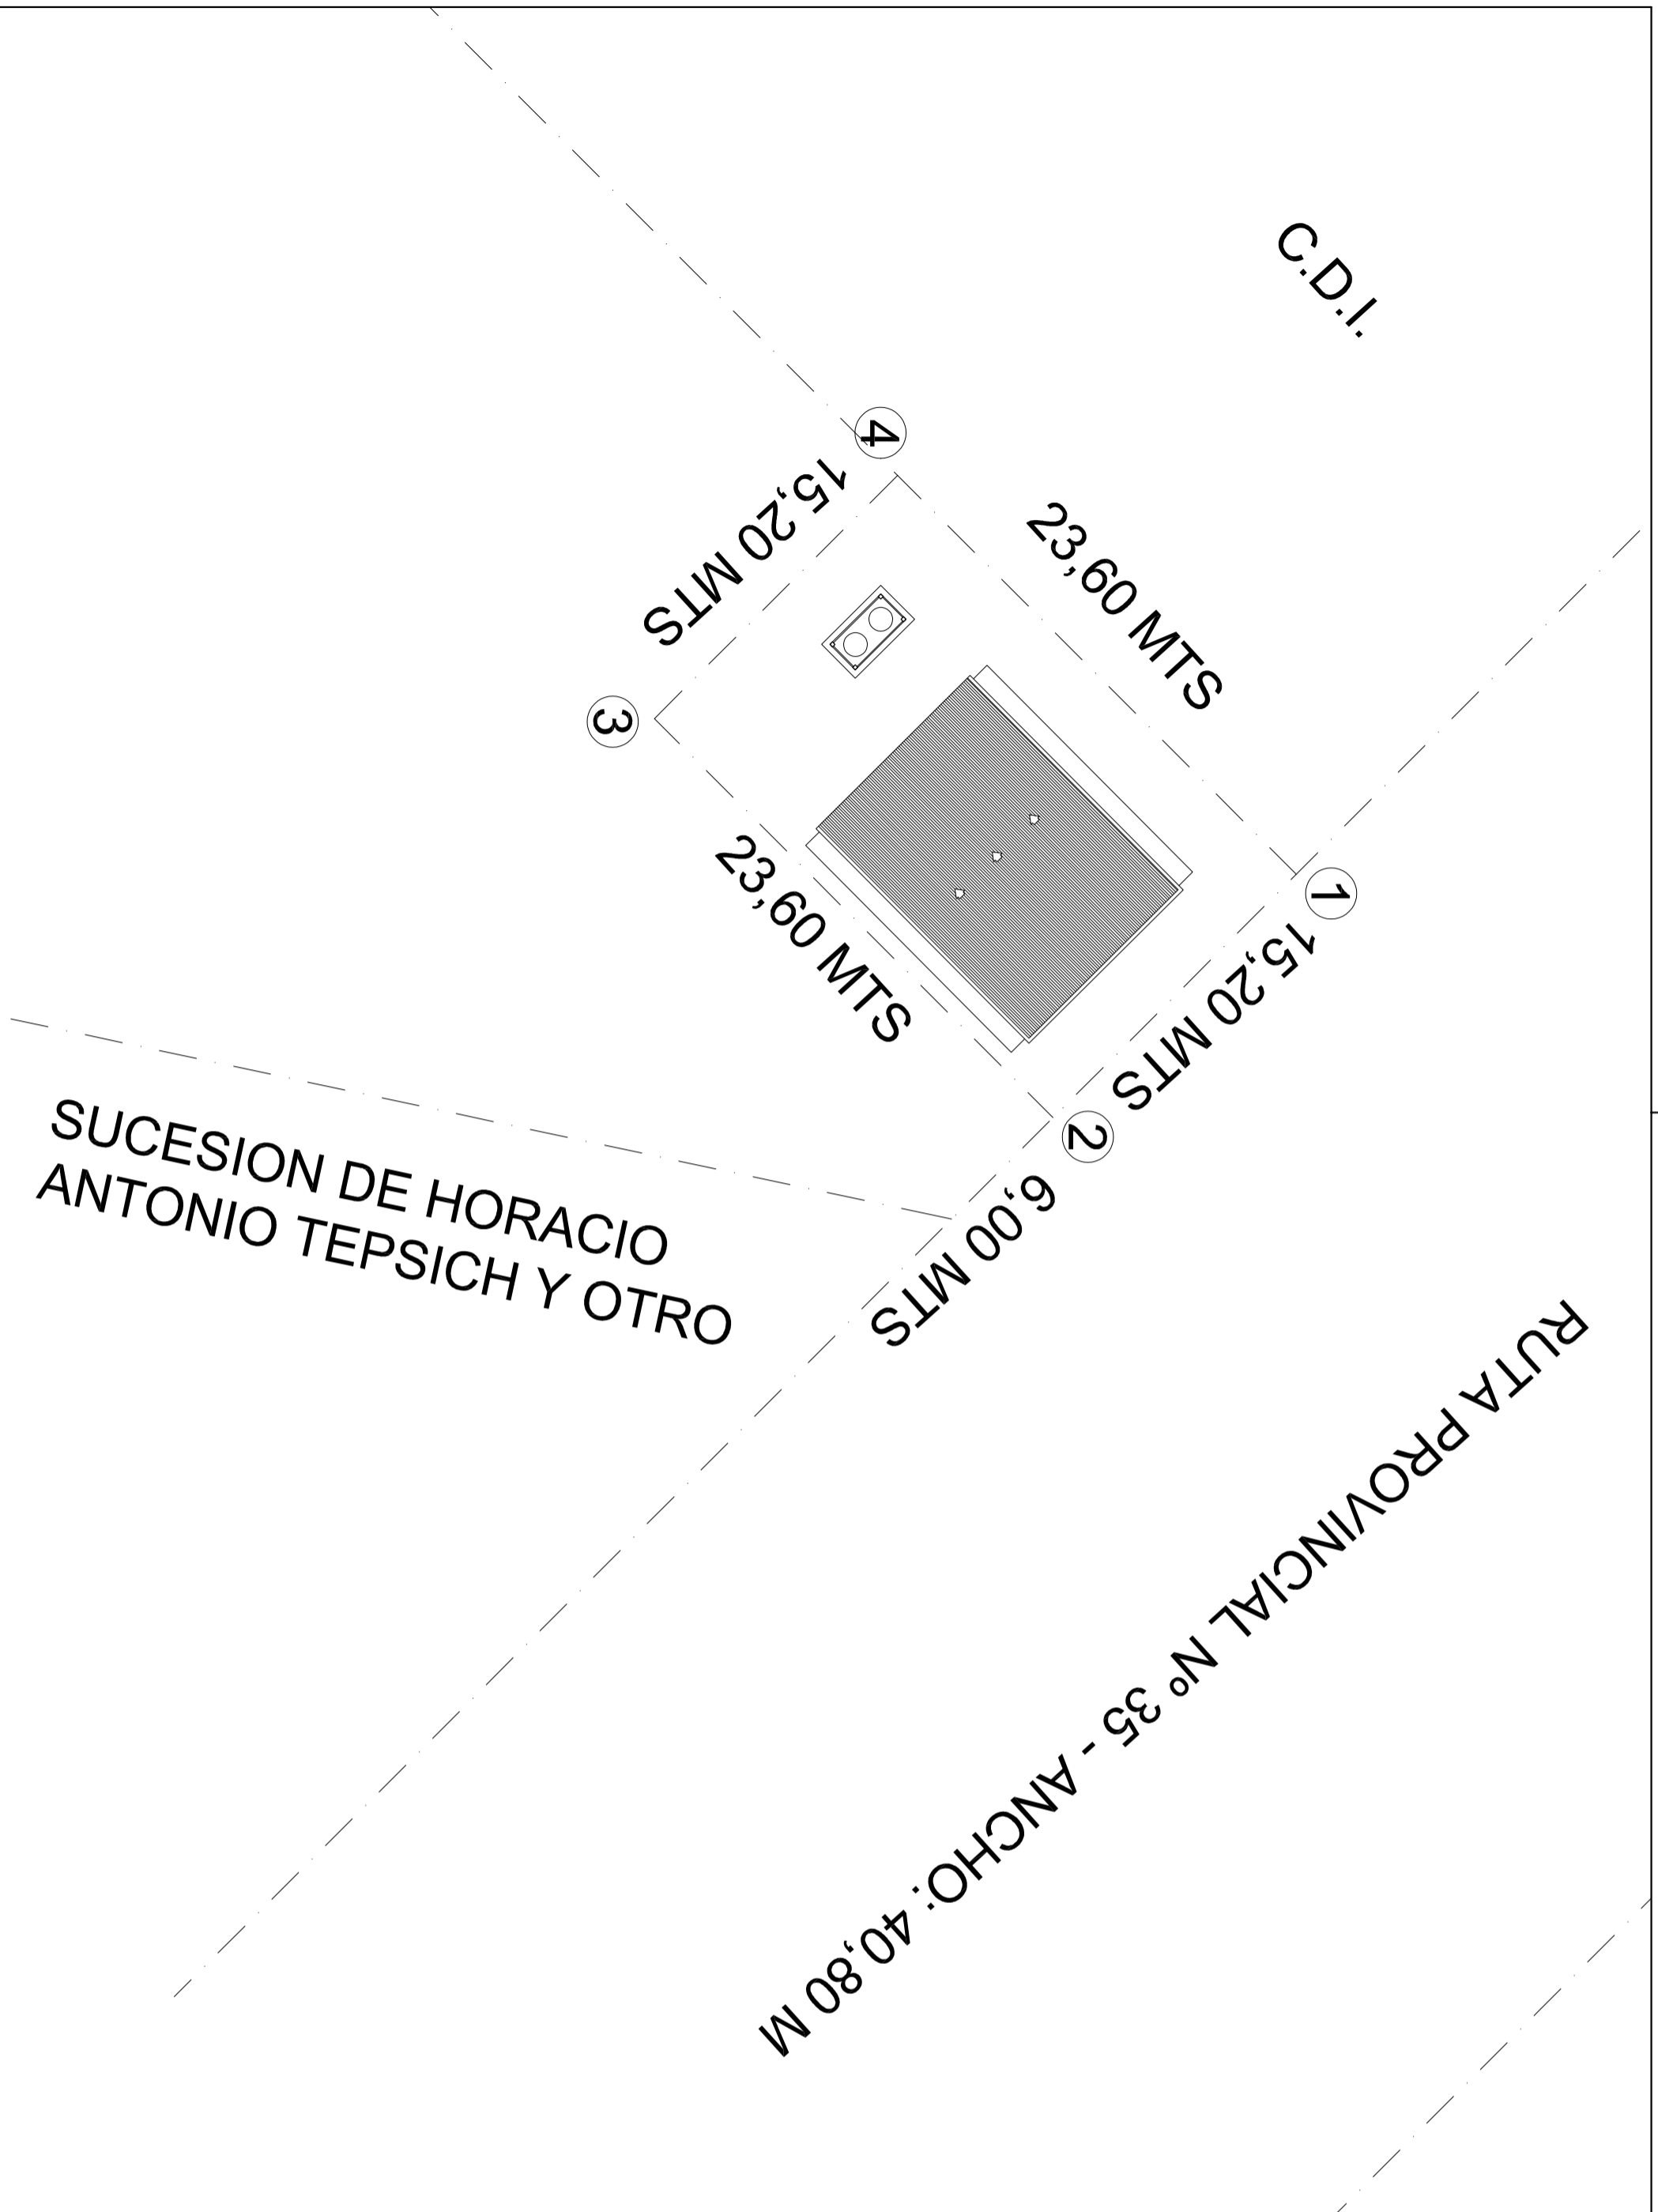 C.D.I.
4
23,60 MTS
15,20 MTS
1
3
15,20 MTS
23,60 MTS
2
6,00 MTS
SUCESION DE HORACIO
ANTONIO TEPSICH Y OTRO
RUTA PROVINCIAL Nº 35 - ANCHO: 40,80 M